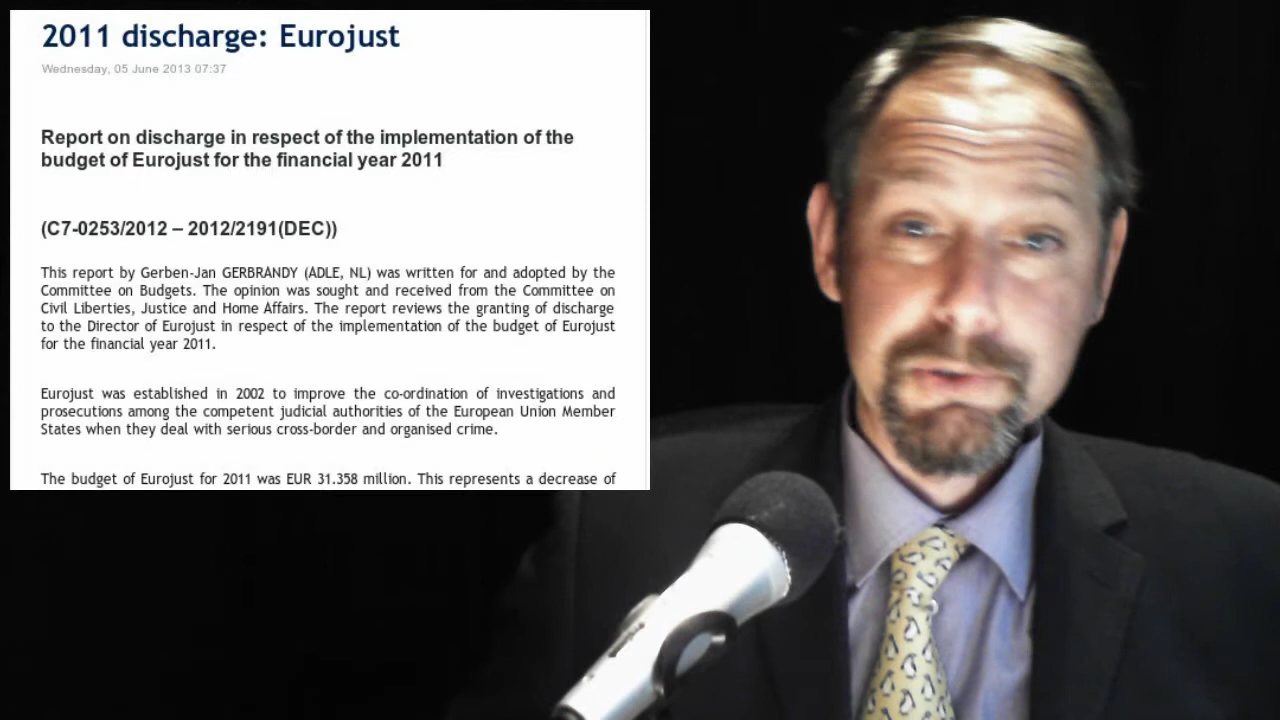 2011 discharge: Eurojust
Wednesday, 05 June 2013 07:37
Report on discharge in respect of the implementation of the
budget of Eurojust for the financial year 2011
(C7-0253/2012 – 2012/2191(DEC))
This report by Gerben-Jan GERBRANDY (ADLE, NL) was written for and adopted by the
Committee on Budgets. The opinion was sought and received from the Committee on
Civil Liberties, Justice and Home Affairs. The report reviews the granting of discharge
to the Director of Eurojust in respect of the implementation of the budget of Eurojust
for the financial year 2011.
Eurojust was established in 2002 to improve the co-ordination of investigations and
prosecutions among the competent judicial authorities of the European Union Member
States when they deal with serious cross-border and organised crime.
The budget of Eurojust for 2011 was EUR 31.358 million. This represents a decrease of